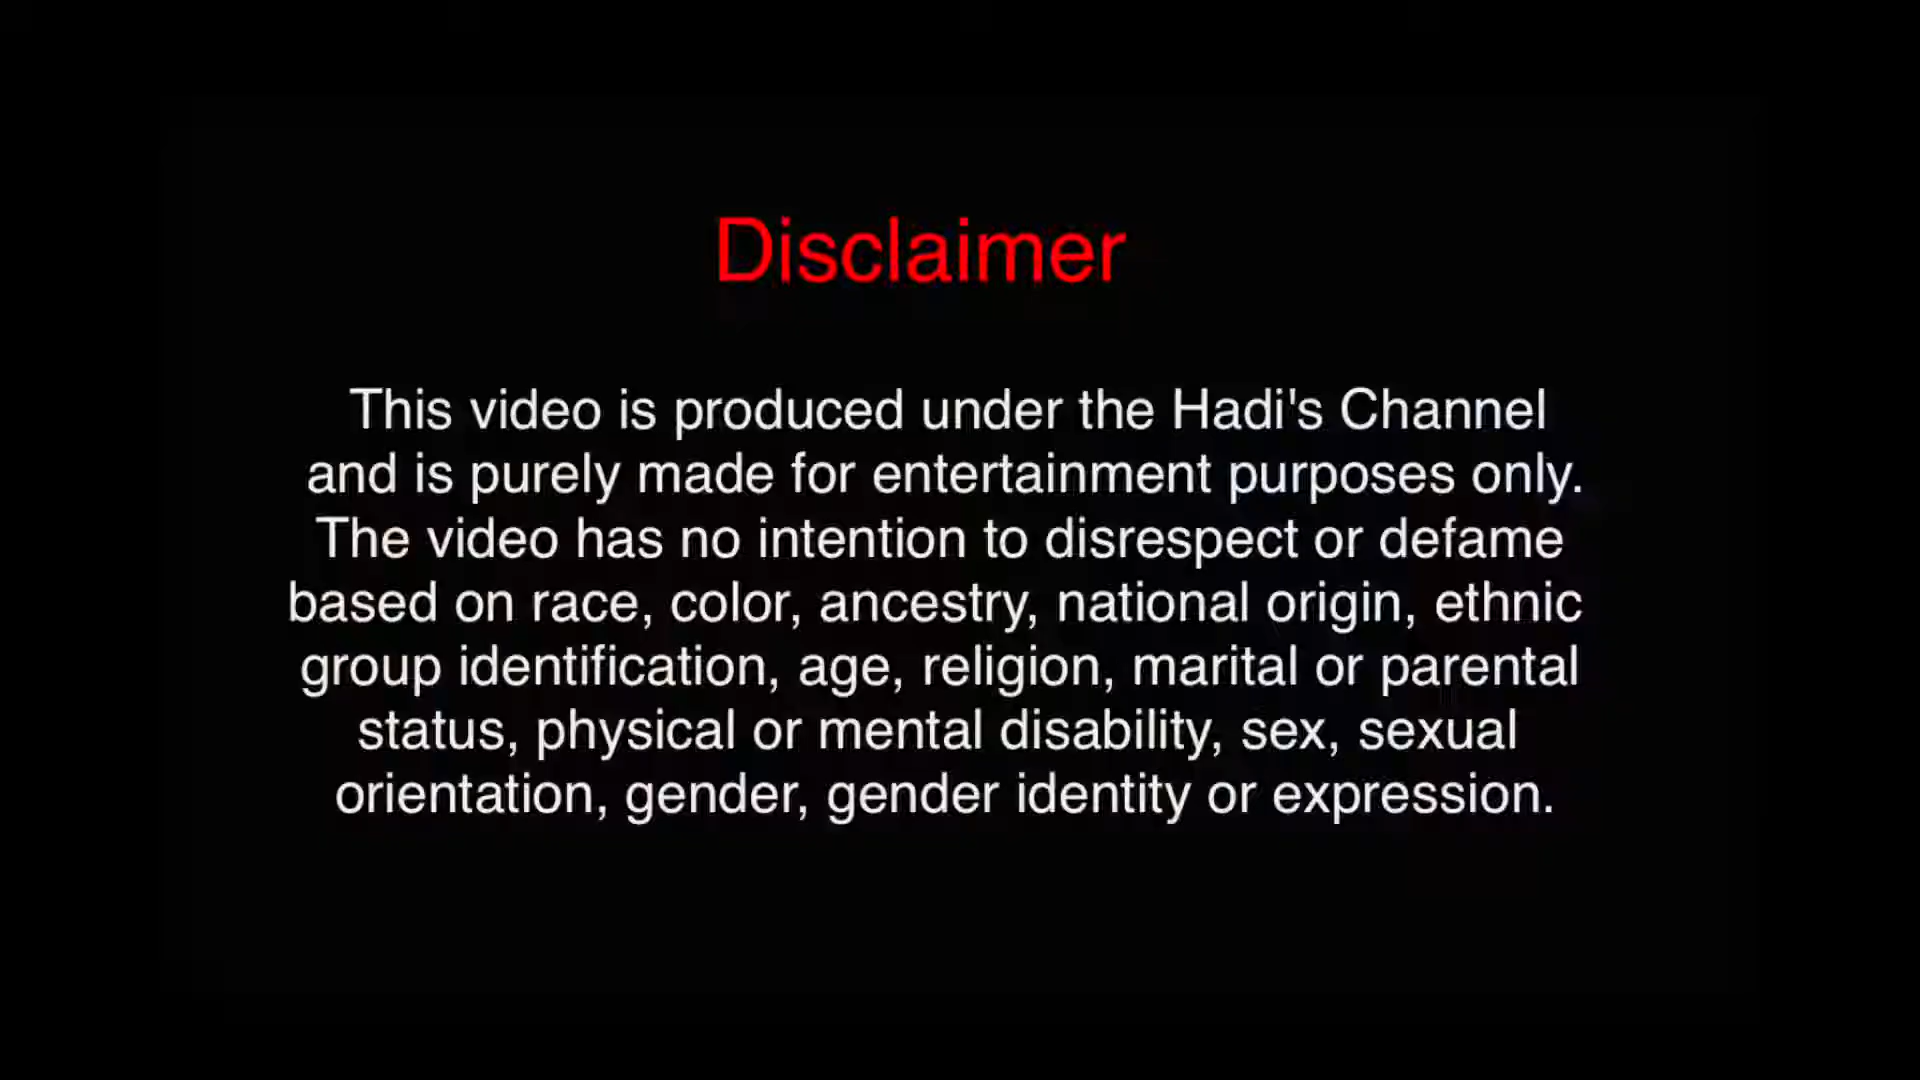 Disclaimer
This video is produced under the Hadi's Channel
and is purely made for entertainment purposes only.
The video has no intention to disrespect or defame
based on race, color, ancestry, national origin, ethnic
group identification, age, religion, marital or parental
status, physical or mental disability, sex, sexual
orientation, gender, gender identity or expression.